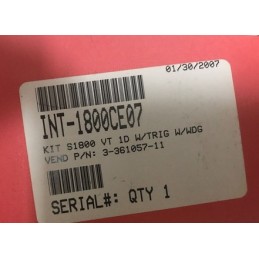 01/30/2007
INT-1800CE07
KIT S1800 VT 1D W/TRIG W/WDG
VEND P/N: 3-361057-11
SERIAL#: QTY 1